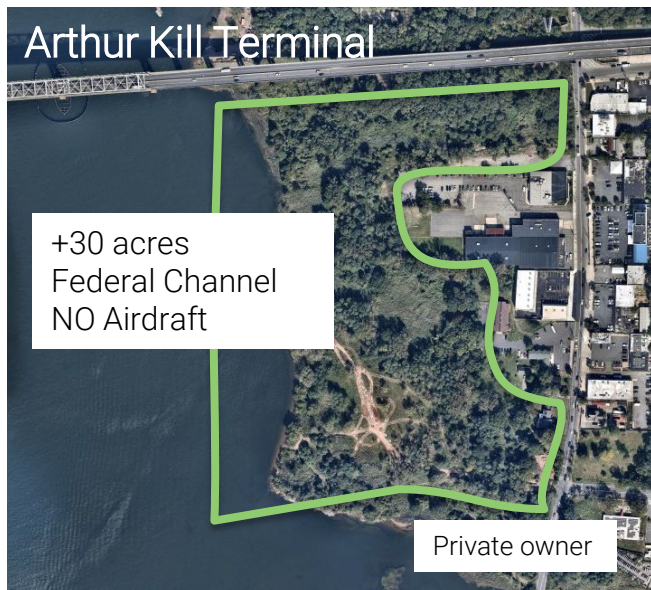 Arthur Kill Terminal
+30 acres
Federal Channel
NO Airdraft
Private owner